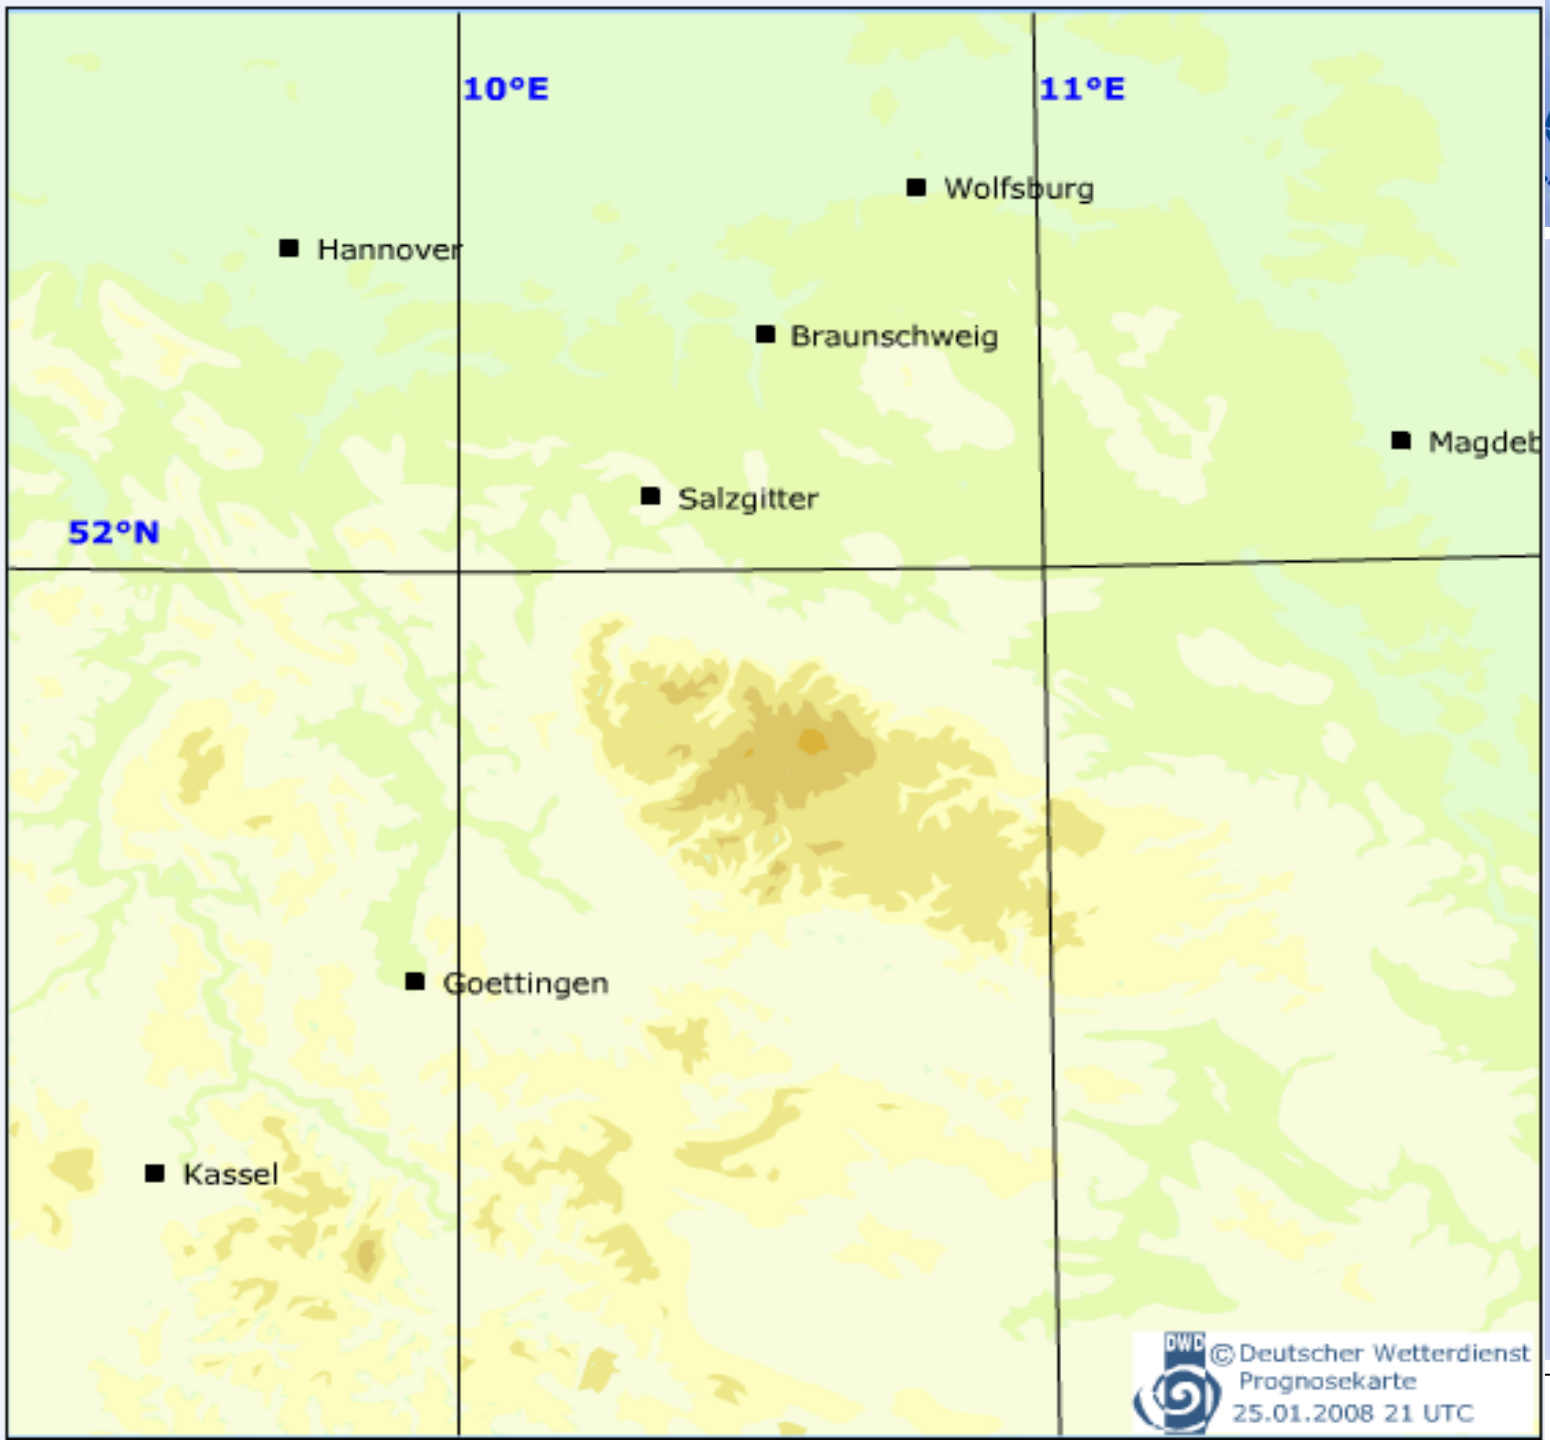 10°E
11°E
Wolfsburg
Hannover
Braunschweig
Magdeb
Salzgitter
52°N
Goettingen
Kassel
DWD
© Deutscher Wetterdienst
Prognosekarte
25.01.2008 21 UTC